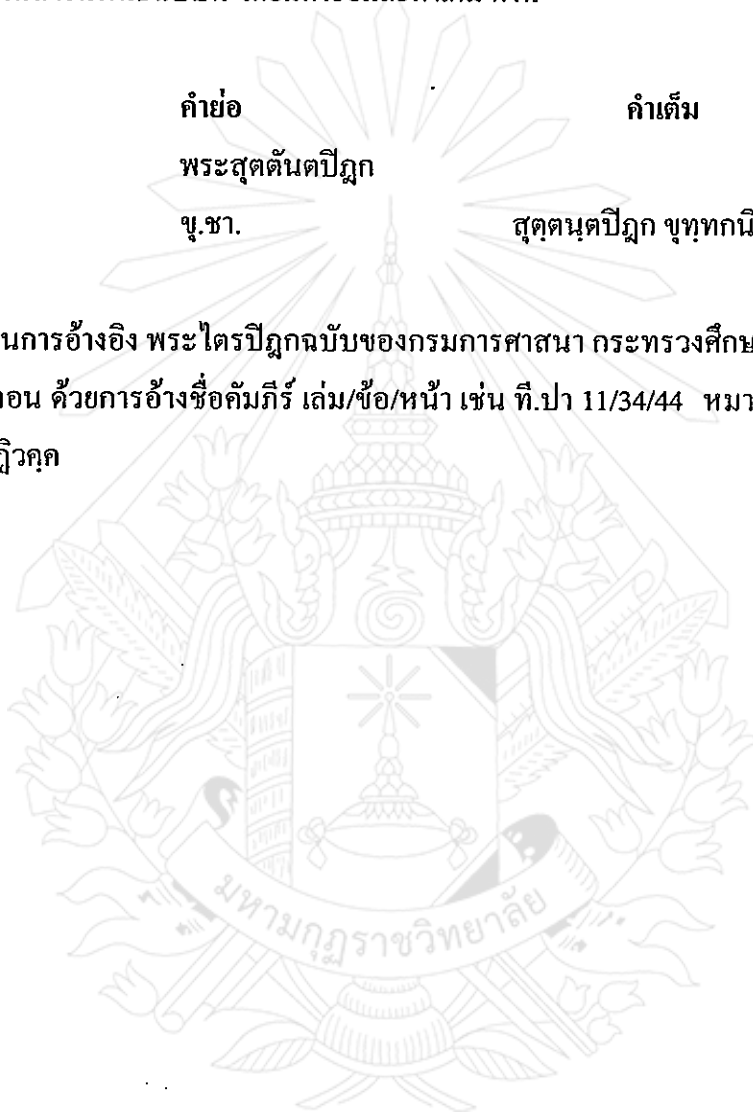 คำย่อ คำเต็ม
พระสุตตันตปิฎก
ขุ.ชา. สุตฺตนฺตปิฎก ขุทฺทกนิ
นการอ้างอิง พระไตรปิฎกฉบับของกรมการศาสนา กระทรวงศึกษ
อน ด้วยการอ้างชื่อคัมภีร์ เล่ม/ข้อ/หน้า เช่น ที.ปา 11/34/44 หมา
ฏิวคฺค
มหามกุฏราชวิทยาลัย